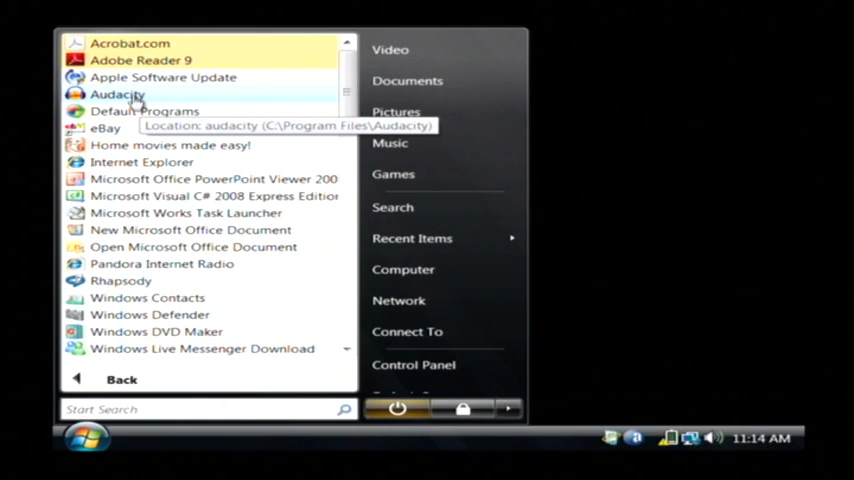 Acrobat.com
Adobe Reader 9
Apple Software Update
Audacity
Default Programs
Location: audacity (C:\Program Files\Audacity)
eBay
Home movies made easy!
Internet Explorer
Microsoft Office PowerPoint Viewer 200
Microsoft Visual C# 2008 Express Edition
Microsoft Works Task Launcher
New Microsoft Office Document
Open Microsoft Office Document
Pandora Internet Radio
Rhapsody
Windows Contacts
Windows Defender
Windows DVD Maker
Windows Live Messenger Download
Back
Start Search
Video
Documents
Pictures
Music
Games
Search
Recent Items
Computer
Network
Connect To
Control Panel
11:14 AM